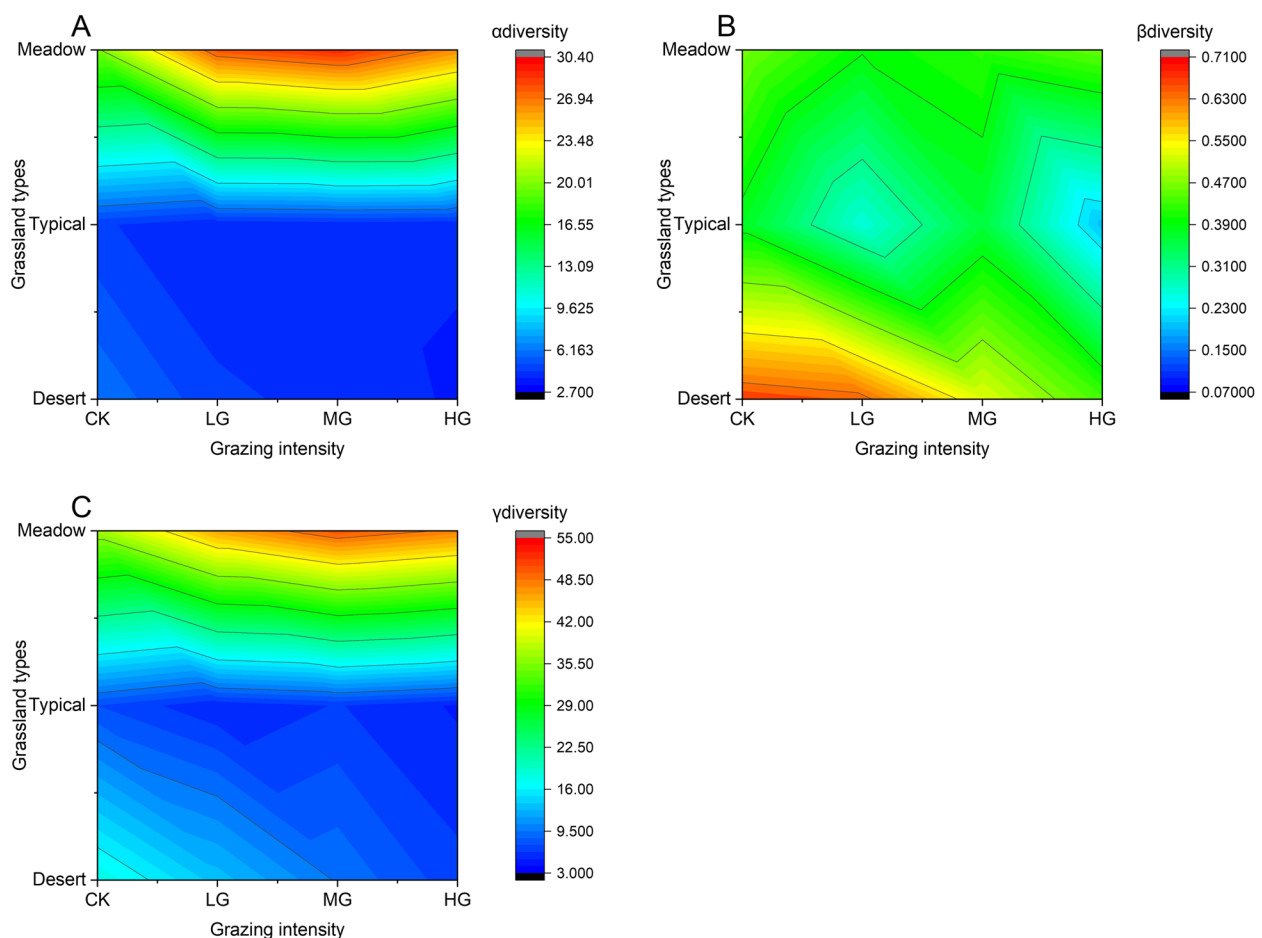 A
αdiversity
Meadow
Typical
Desert
Grassland types
CK
LG
MG
HG
Grazing intensity
30.40
26.94
23.48
20.01
16.55
13.09
9.625
6.163
2.700
B
βdiversity
Meadow
Typical
Desert
Grassland types
CK
LG
MG
HG
Grazing intensity
0.7100
0.6300
0.5500
0.4700
0.3900
0.3100
0.2300
0.1500
0.07000
C
γdiversity
Meadow
Typical
Desert
Grassland types
CK
LG
MG
HG
Grazing intensity
55.00
48.50
42.00
35.50
29.00
22.50
16.00
9.500
3.000